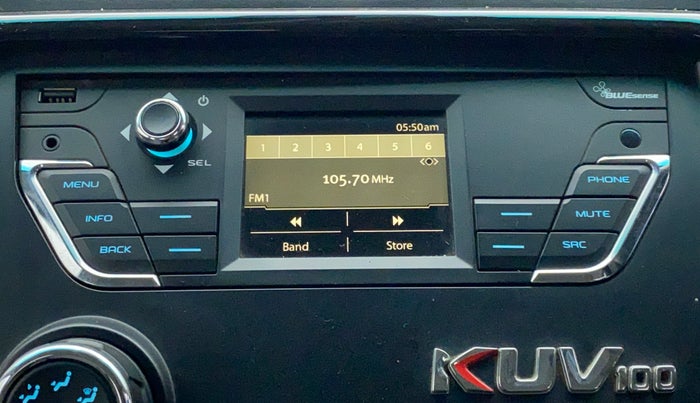 BLUEsense
05:50am
1 2 3 4 5 6
SEL
105.70 MHz
FM1
MENU
PHONE
INFO
MUTE
BACK
SRC
Band
Store
KUV100